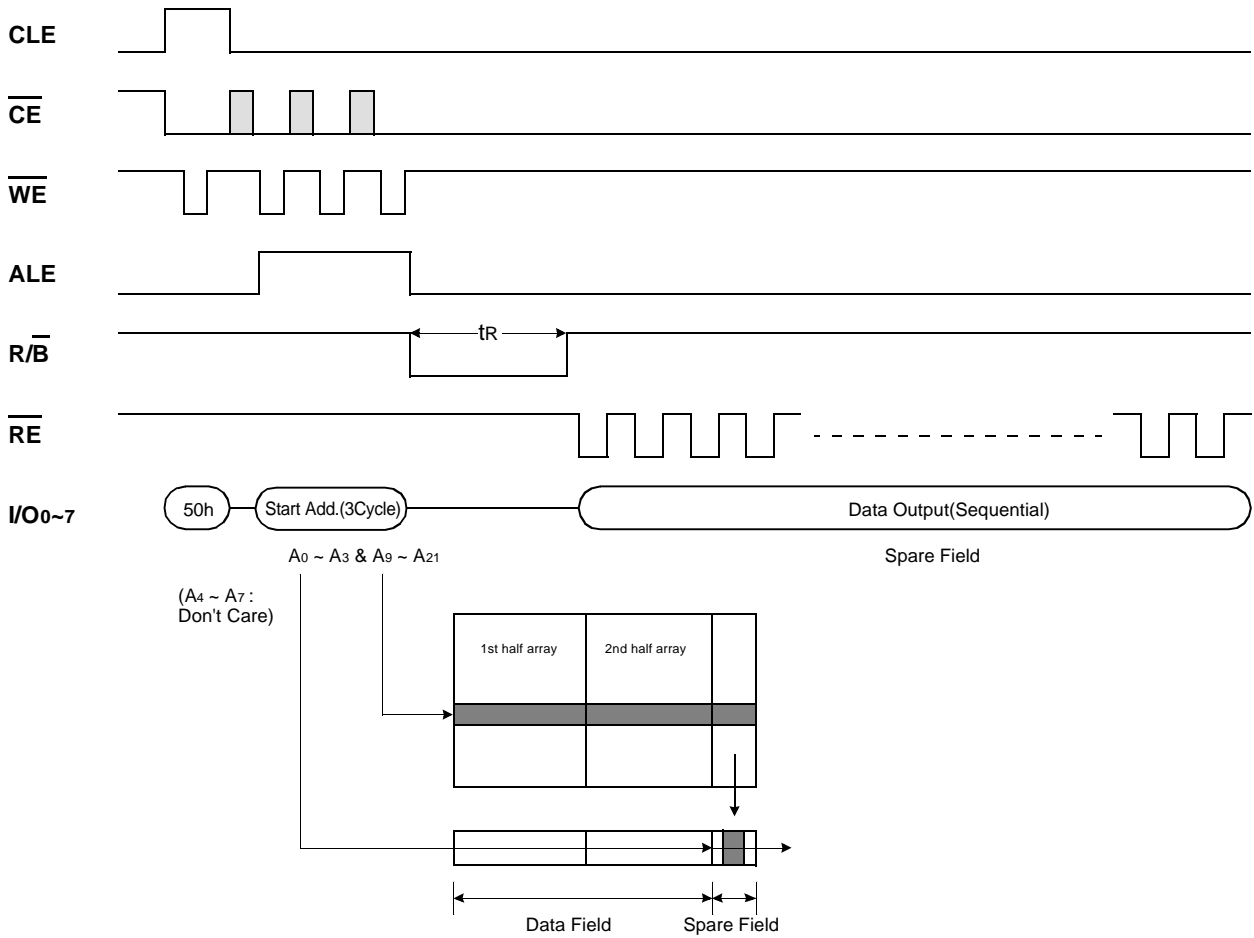 CLE
CE
WE
ALE
R/B
tR
RE
I/O0~7
50h
Start Add.(3Cycle)
Data Output(Sequential)
A0 ~ A3 & A9 ~ A21
Spare Field
(A4 ~ A7 :
Don't Care)
1st half array
2nd half array
Data Field
Spare Field